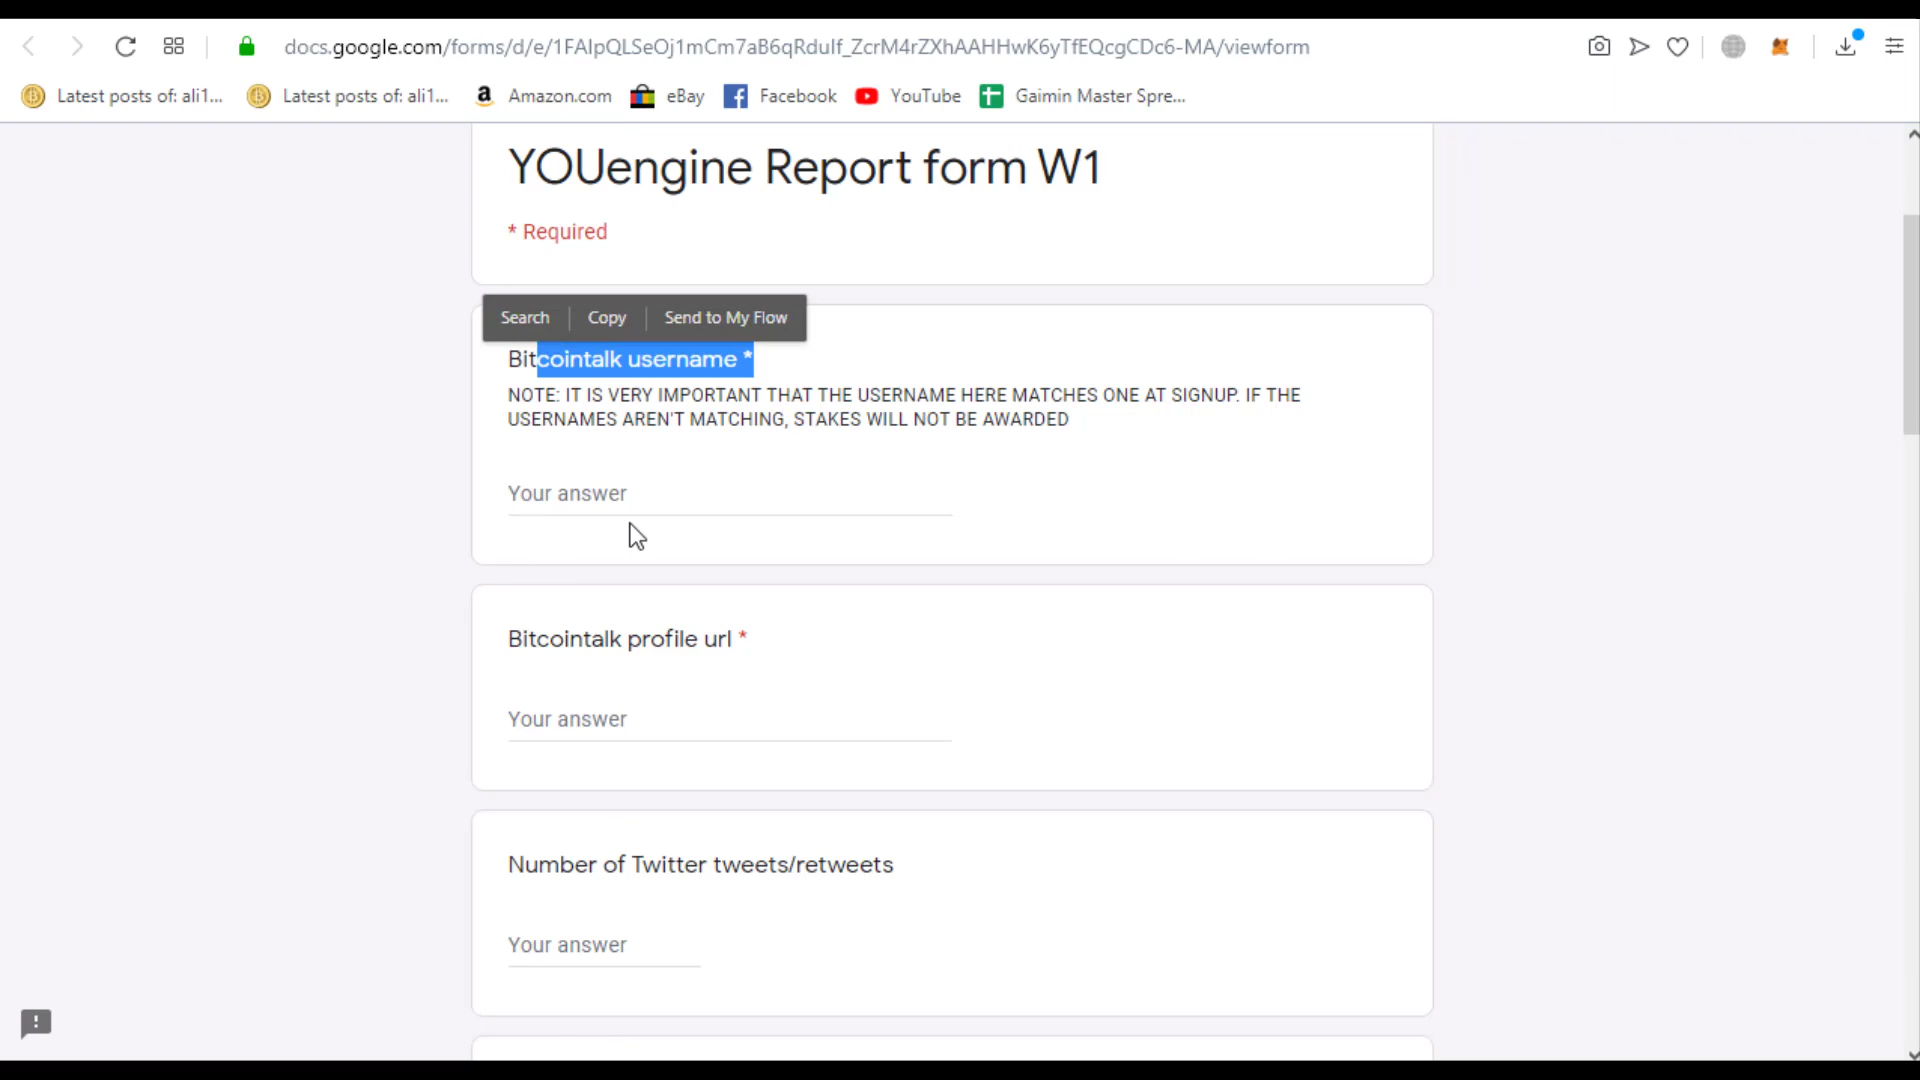 docs.google.com/forms/d/e/1FAIpQLSeOj1mCm7aB6qRduIf_ZcrM4rZXhAAHHwK6yTfEQcgCDc6-MA/viewform
Latest posts of: ali1... Latest posts of: ali1... Amazon.com eBay Facebook YouTube Gaimin Master Spre...
YOUengine Report form W1
* Required
Search Copy Send to My Flow
Bitcointalk username *
NOTE: IT IS VERY IMPORTANT THAT THE USERNAME HERE MATCHES ONE AT SIGNUP. IF THE
USERNAMES AREN'T MATCHING, STAKES WILL NOT BE AWARDED
Your answer
Bitcointalk profile url *
Your answer
Number of Twitter tweets/retweets
Your answer